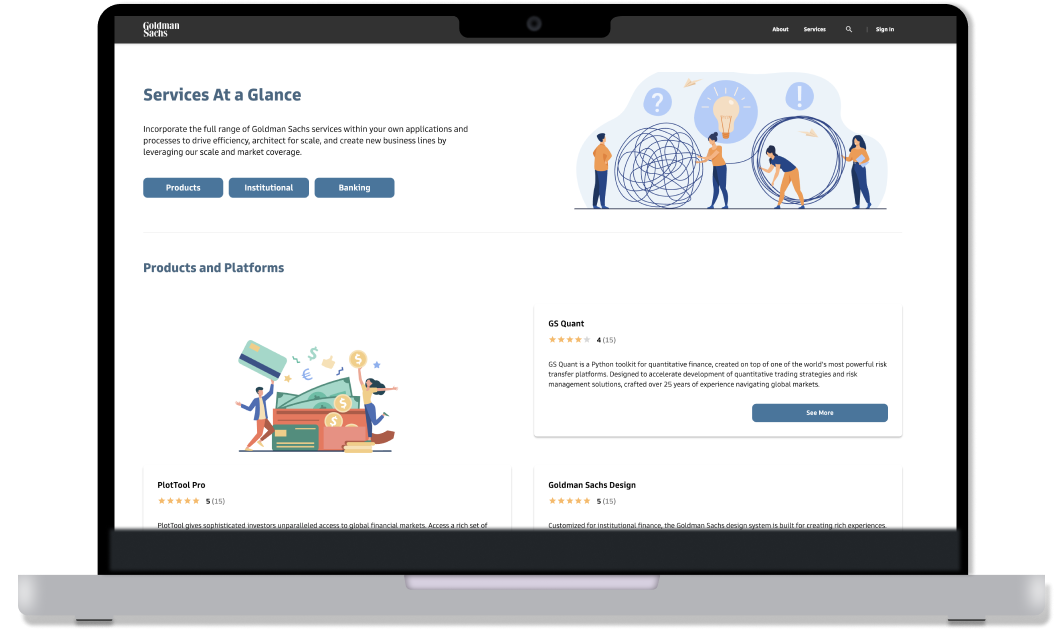 Goldman
Sachs
About
Services
Sign In
Services At a Glance
Incorporate the full range of Goldman Sachs services within your own applications and
processes to drive efficiency, architect for scale, and create new business lines by
leveraging our scale and market coverage.
Products
Institutional
Banking
?
!
Products and Platforms
$
€
$
$
$
GS Quant
4 (15)
GS Quant is a Python toolkit for quantitative finance, created on top of one of the world's most powerful risk
transfer platforms. Designed to accelerate development of quantitative trading strategies and risk
management solutions, crafted over 25 years of experience navigating global markets.
See More
PlotTool Pro
5 (15)
PlotTool gives sophisticated investors unparalleled access to global financial markets. Access a rich set of
Goldman Sachs Design
5 (15)
Customized for institutional finance, the Goldman Sachs design system is built for creating rich experiences.